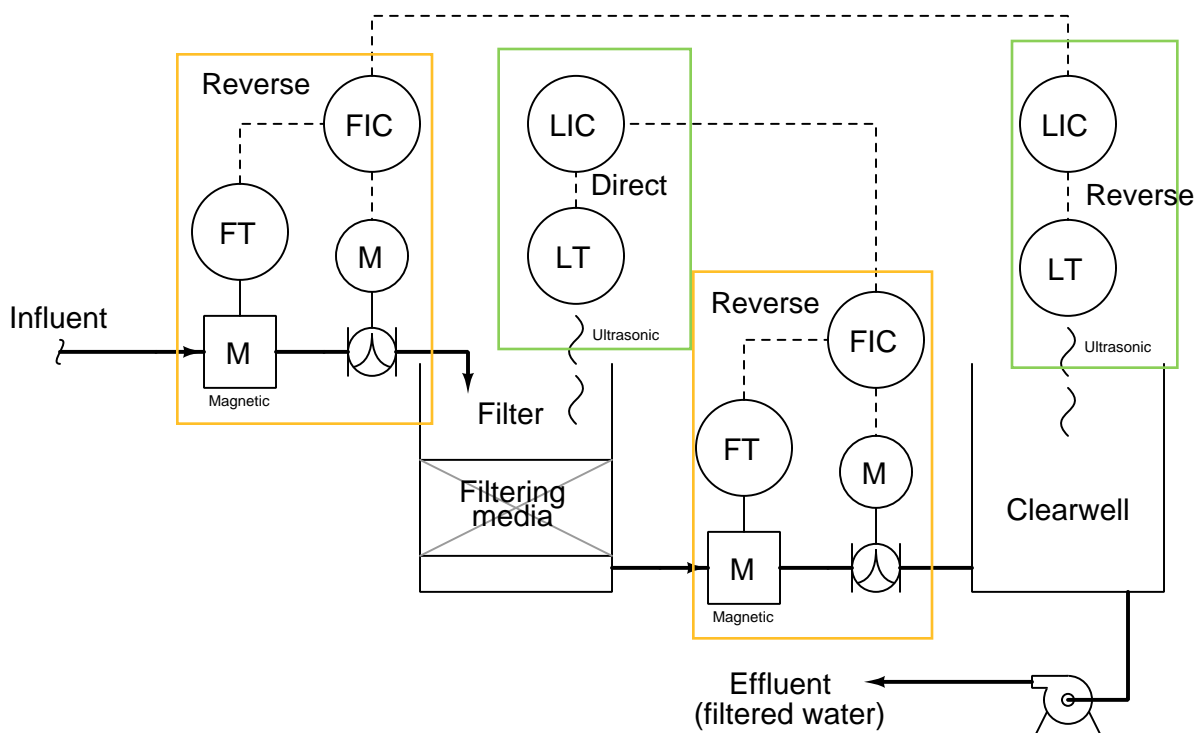 Reverse
FIC
LIC
LIC
Direct
Reverse
FT
M
LT
LT
Influent
Reverse
Ultrasonic
FIC
Ultrasonic
M
Magnetic
Filter
FT
M
Filtering
media
Clearwell
M
Magnetic
Effluent
(filtered water)